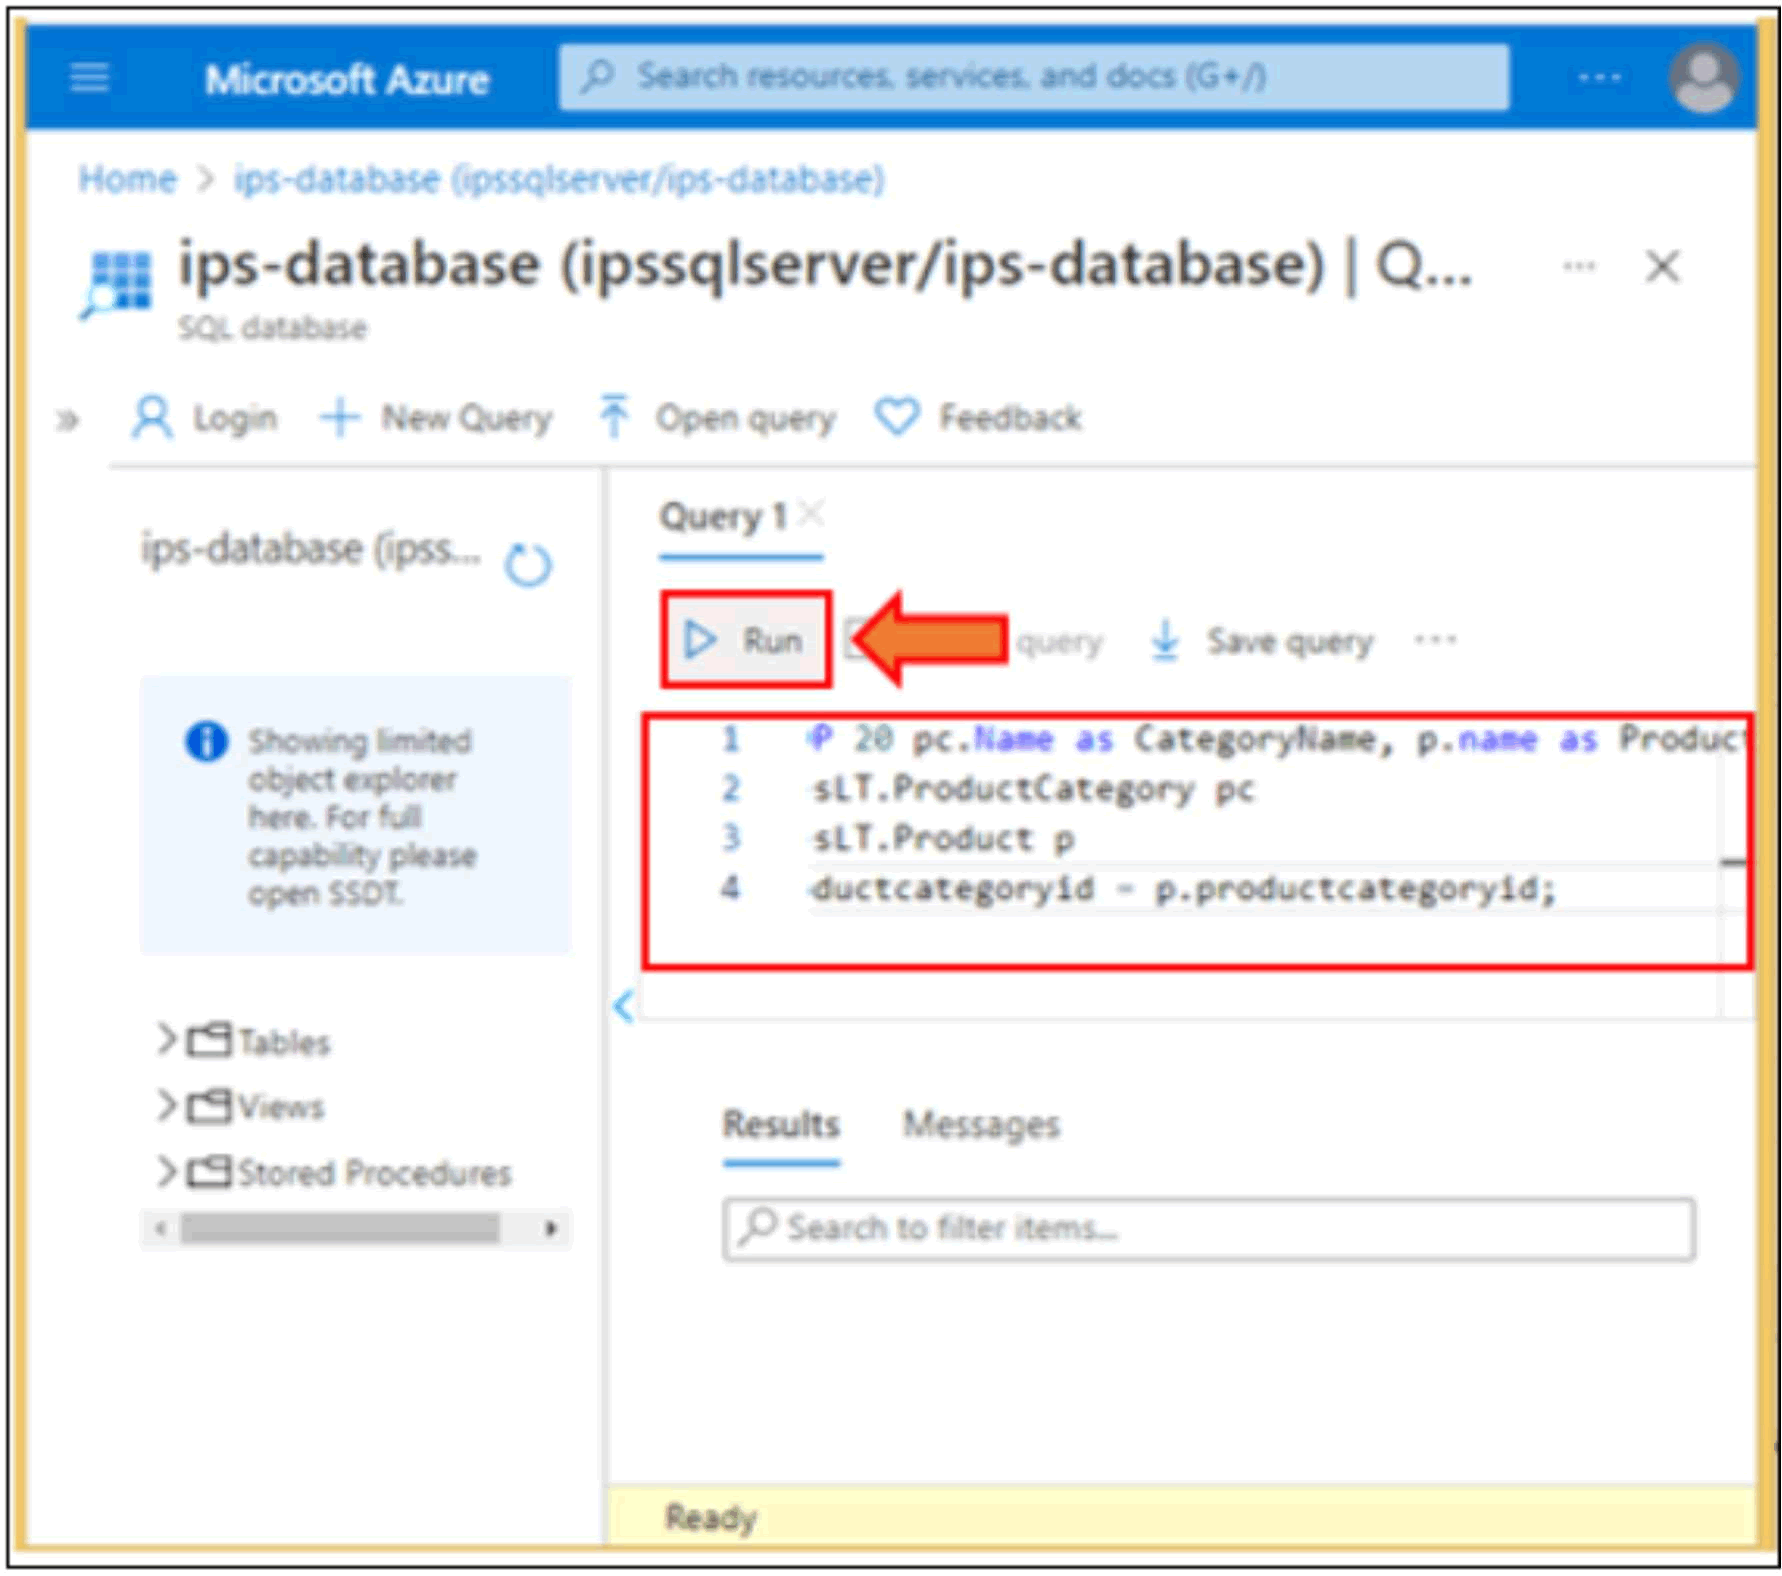 Microsoft Azure
Search resources, services, and docs (G+/)
Home > ips-database (ipssqlserver/ips-database)
ips-database (ipssqlserver/ips-database) | Q...
SQL database
» Login New Query Open query Feedback
ips-database (ipss...
Showing limited
object explorer
here. For full
capability please
open SSDT.
Tables
Views
Stored Procedures
Query 1
Run query Save query
1 P 20 pc.Name as CategoryName, p.name as Produc
2 sLT.ProductCategory pc
3 sLT.Product p
4 ductcategoryid = p.productcategoryid;
Results Messages
Search to filter items...
Ready